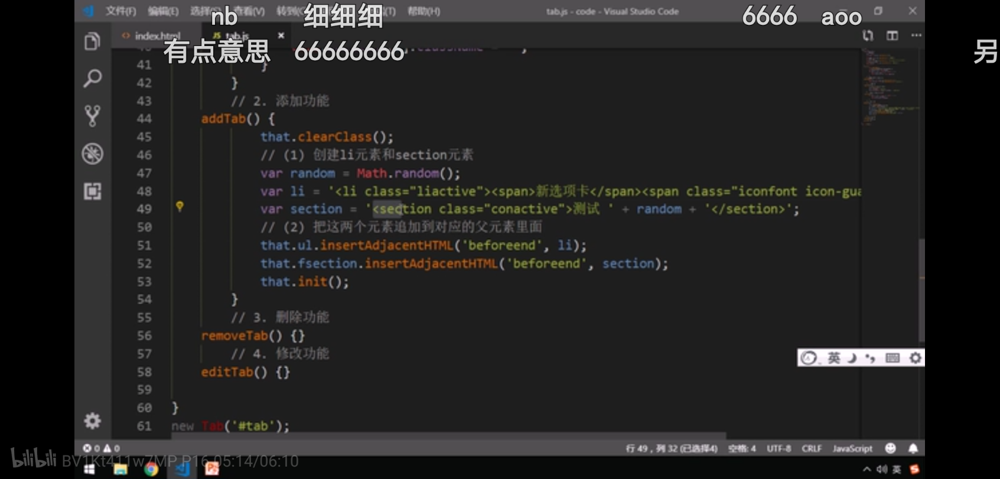 文件(F) 编辑(E) 查看(V) 帮助(H) tab.js - code - Visual Studio Code
nb 细细细 6666 aoo
index.html tab.js
有点意思 66666666 另
41 }
42 }
43 // 2. 添加功能
44 addTab() {
45 that.clearClass();
46 // (1) 创建li元素和section元素
47 var random = Math.random();
48 var li = '<li class="liactive"><span>新选项卡</span><span class="iconfont icon-gua
49 var section = '<section class="conactive">测试 ' + random + '</section>';
50 // (2) 把这两个元素追加到对应的父元素里面
51 that.ul.insertAdjacentHTML('beforeend', li);
52 that.fsection.insertAdjacentHTML('beforeend', section);
53 that.init();
54 }
55 // 3. 删除功能
56 removeTab() {}
57 // 4. 修改功能
58 editTab() {}
59
60 }
61 new Tab('#tab');
英
0 0 行 49，列 32 (已选择4) 空格: 4 UTF-8 CRLF JavaScript
bilibili BV1Kt411w7MP P16 05:14/06:10
英